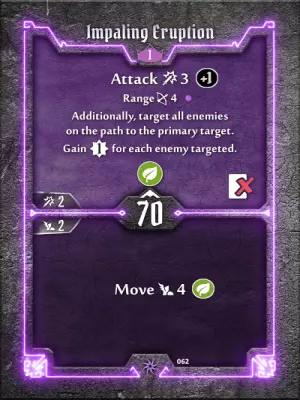 Impaling Eruption
1
Attack 3 +1
Range 4
Additionally, target all enemies
on the path to the primary target.
Gain 1 for each enemy targeted.
2
70
2
Move 4
062